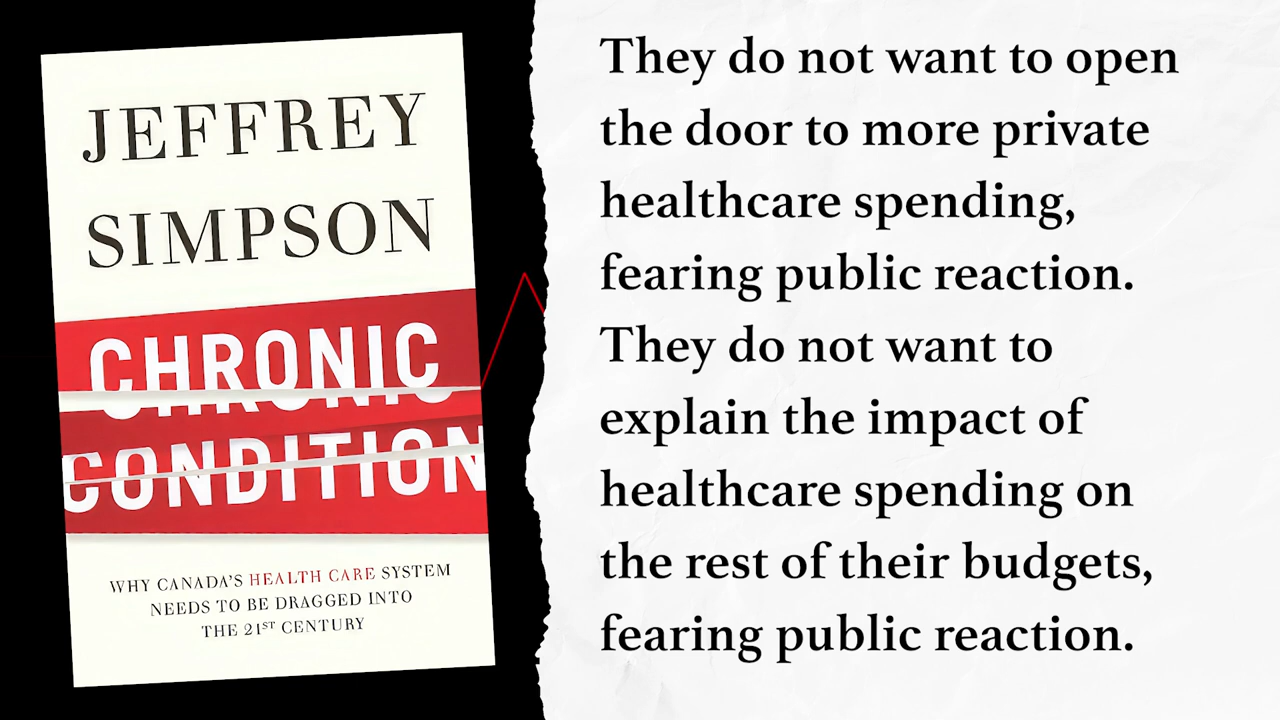 JEFFREY
SIMPSON
CHRONIC
CONDITION
WHY CANADA'S HEALTH CARE SYSTEM
NEEDS TO BE DRAGGED INTO
THE 21ST CENTURY
They do not want to open
the door to more private
healthcare spending,
fearing public reaction.
They do not want to
explain the impact of
healthcare spending on
the rest of their budgets,
fearing public reaction.